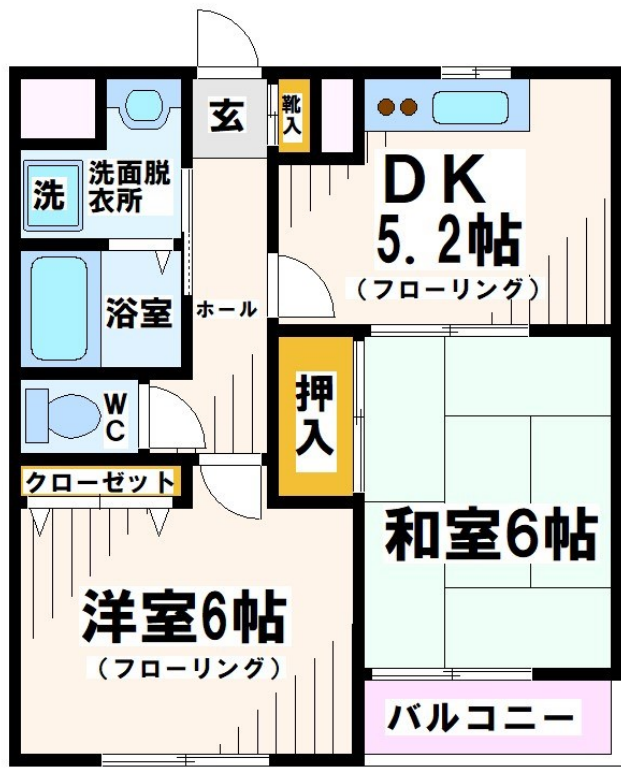 玄
靴
入
DK
5.2帖
(フローリング)
洗面脱
衣所
洗
浴室
ホール
WC
押
入
クローゼット
和室6帖
洋室6帖
(フローリング)
バルコニー